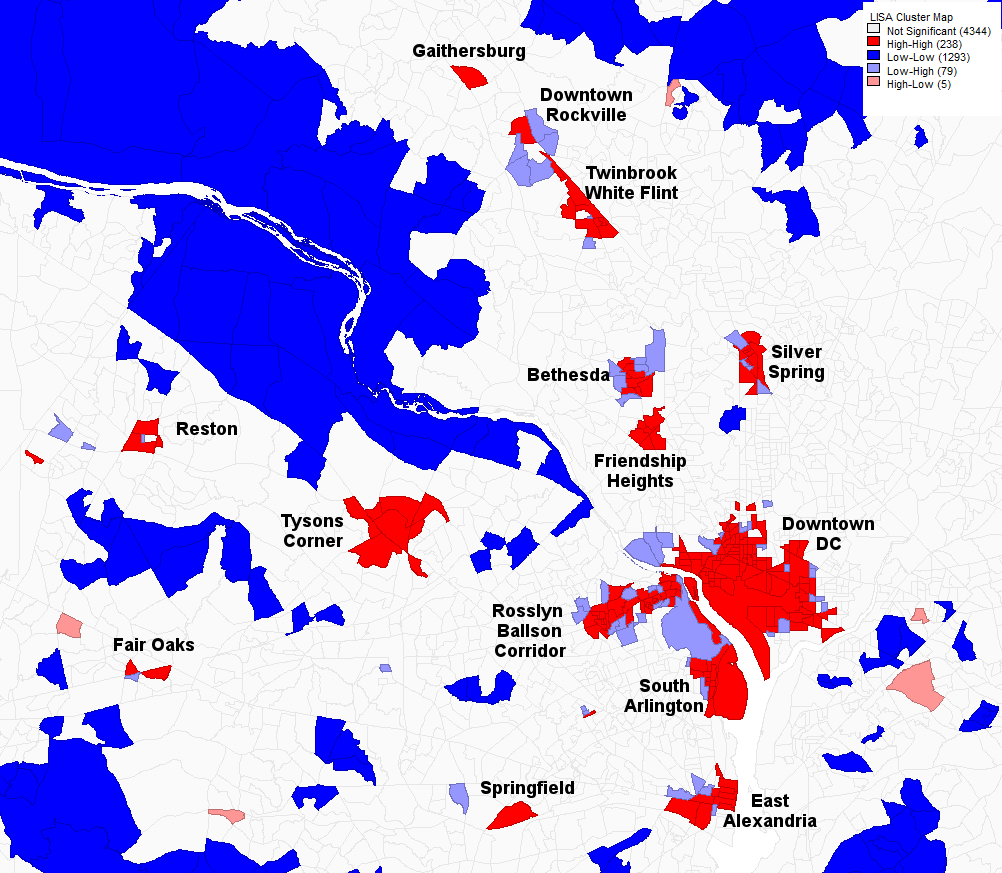 LISA Cluster Map
Not Significant (4344)
High-High (238)
Low-Low (1293)
Low-High (79)
High-Low (5)
Gaithersburg
Downtown
Rockville
Twinbrook
White Flint
Silver
Spring
Bethesda
Reston
Friendship
Heights
Tysons
Corner
Downtown
DC
Rosslyn
Ballson
Corridor
Fair Oaks
South
Arlington
Springfield
East
Alexandria